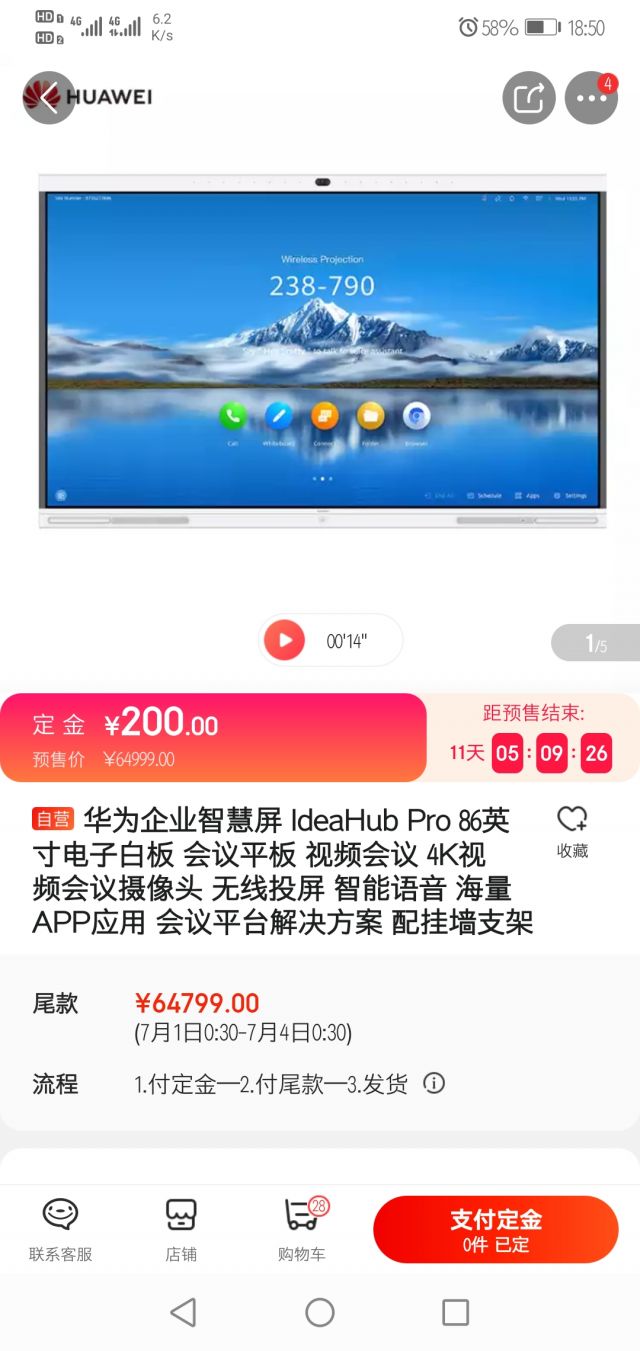 HD 1 4G 4G 6.2 K/s 58% 18:50
HD 2
HUAWEI
4
Wireless Projection
238-790
Call Whiteboard Connect Folder Browser
End All Schedule Apps Settings
00'14"
1/5
定金 ¥200.00
预售价 ¥64999.00
距预售结束:
11天 05 : 09 : 26
自营 华为企业智慧屏 IdeaHub Pro 86英
寸电子白板 会议平板 视频会议 4K视
频会议摄像头 无线投屏 智能语音 海量
APP应用 会议平台解决方案 配挂墙支架
收藏
尾款 ¥64799.00
(7月1日0:30-7月4日0:30)
流程 1.付定金—2.付尾款—3.发货
28
联系客服 店铺 购物车
支付定金
0件 已定